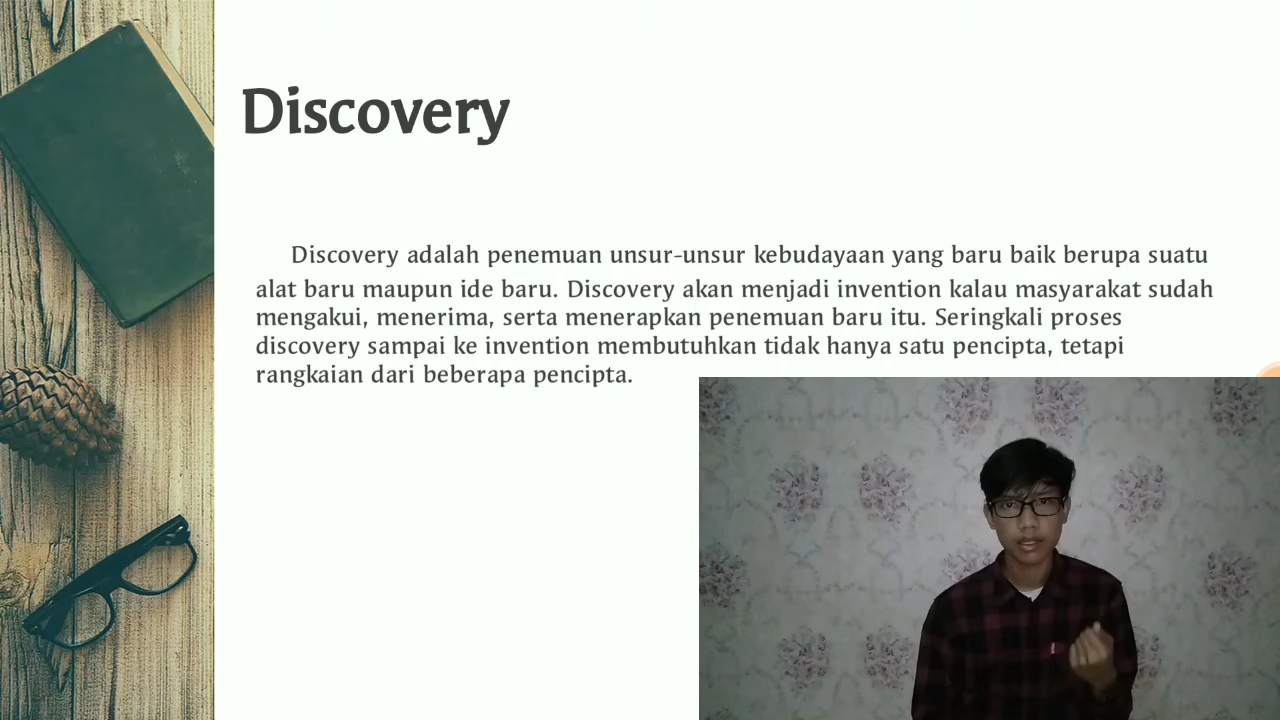 Discovery
Discovery adalah penemuan unsur-unsur kebudayaan yang baru baik berupa suatu
alat baru maupun ide baru. Discovery akan menjadi invention kalau masyarakat sudah
mengakui, menerima, serta menerapkan penemuan baru itu. Seringkali proses
discovery sampai ke invention membutuhkan tidak hanya satu pencipta, tetapi
rangkaian dari beberapa pencipta.